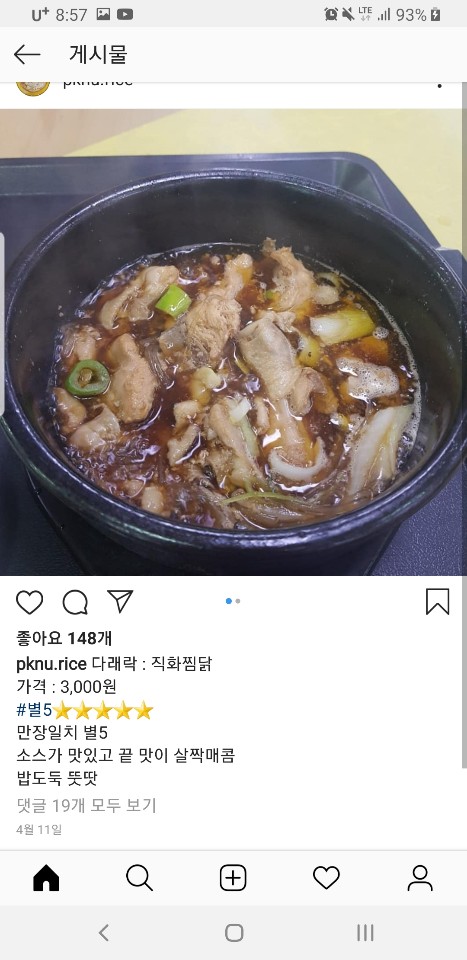 U+ 8:57 LTE 93%
게시물
pknu.rice
좋아요 148개
pknu.rice 다래락 : 직화찜닭
가격 : 3,000원
#별5⭐⭐⭐⭐⭐
만장일치 별5
소스가 맛있고 끝 맛이 살짝매콤
밥도둑 뜻땃
댓글 19개 모두 보기
4월 11일